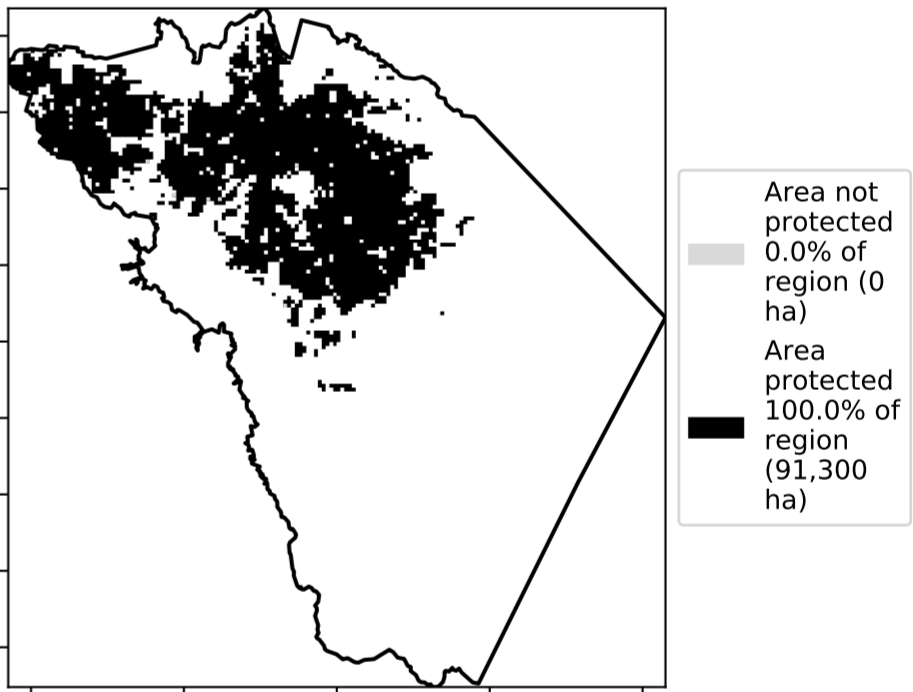 Area not
protected
0.0% of
region (0
ha)
Area
protected
100.0% of
region
(91,300
ha)